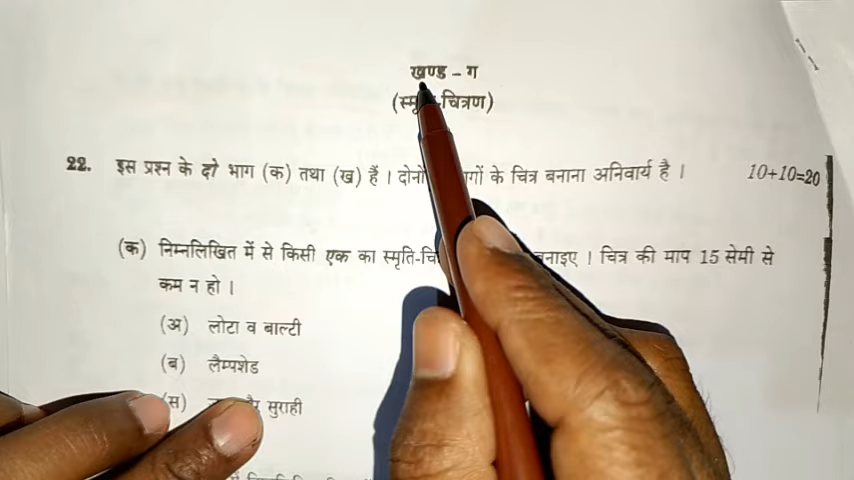 खण्ड – ग
चित्रण)
22. इस प्रश्न के दो भाग (क) तथा (ख) हैं । दोनों के चित्र बनाना अनिवार्य है । 10+10=20
(क) निम्नलिखित में से किसी एक का बनाइए । चित्र की माप 15 सेमी से
कम न हो ।
(अ) लोटा व बाल्टी
(ब) लैम्पशेड
(स) सुराही